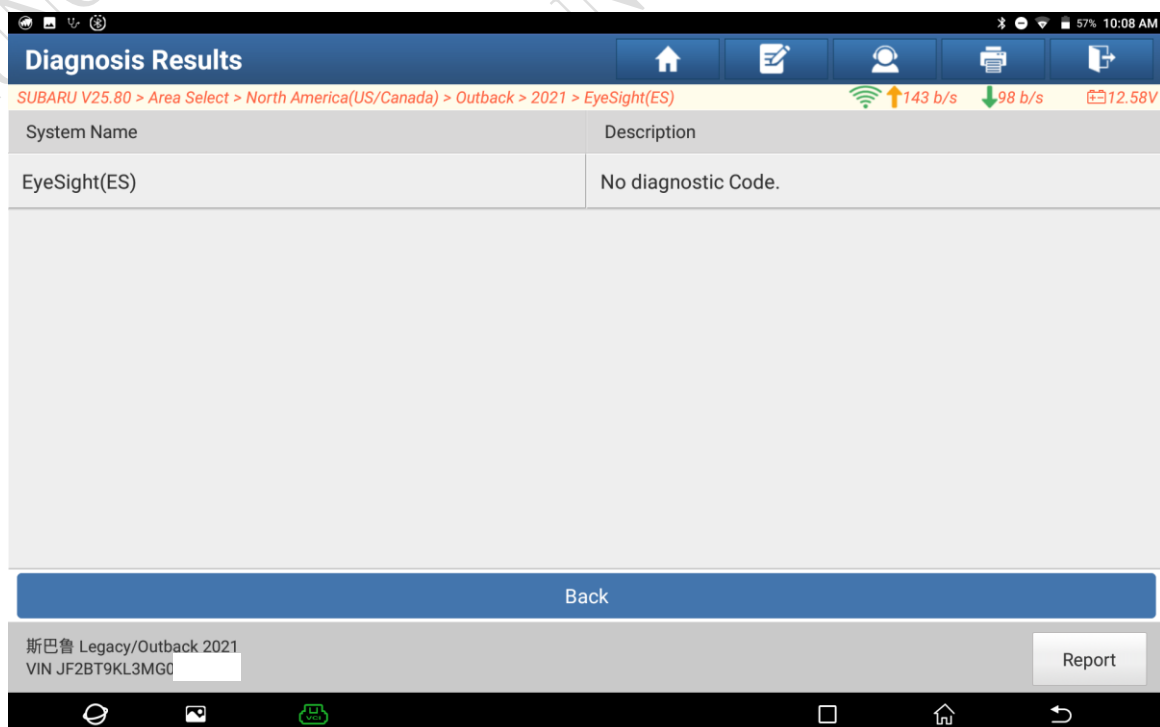 57% 10:08 AM
Diagnosis Results
SUBARU V25.80 > Area Select > North America(US/Canada) > Outback > 2021 > EyeSight(ES)
143 b/s
98 b/s
12.58V
System Name
Description
EyeSight(ES)
No diagnostic Code.
Back
斯巴鲁 Legacy/Outback 2021
VIN JF2BT9KL3MG0
Report
VCI